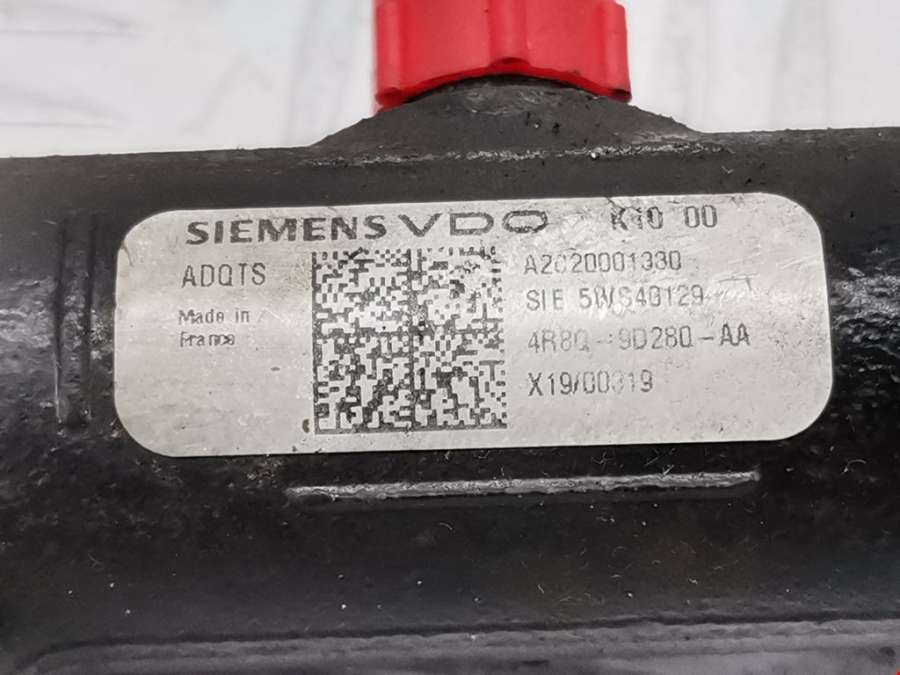 SIEMENS VDO K10 00
ADQTS
A2C20001330
SIE 5WS40129
4R8Q-9D280-AA
X19/00319
Made in
France